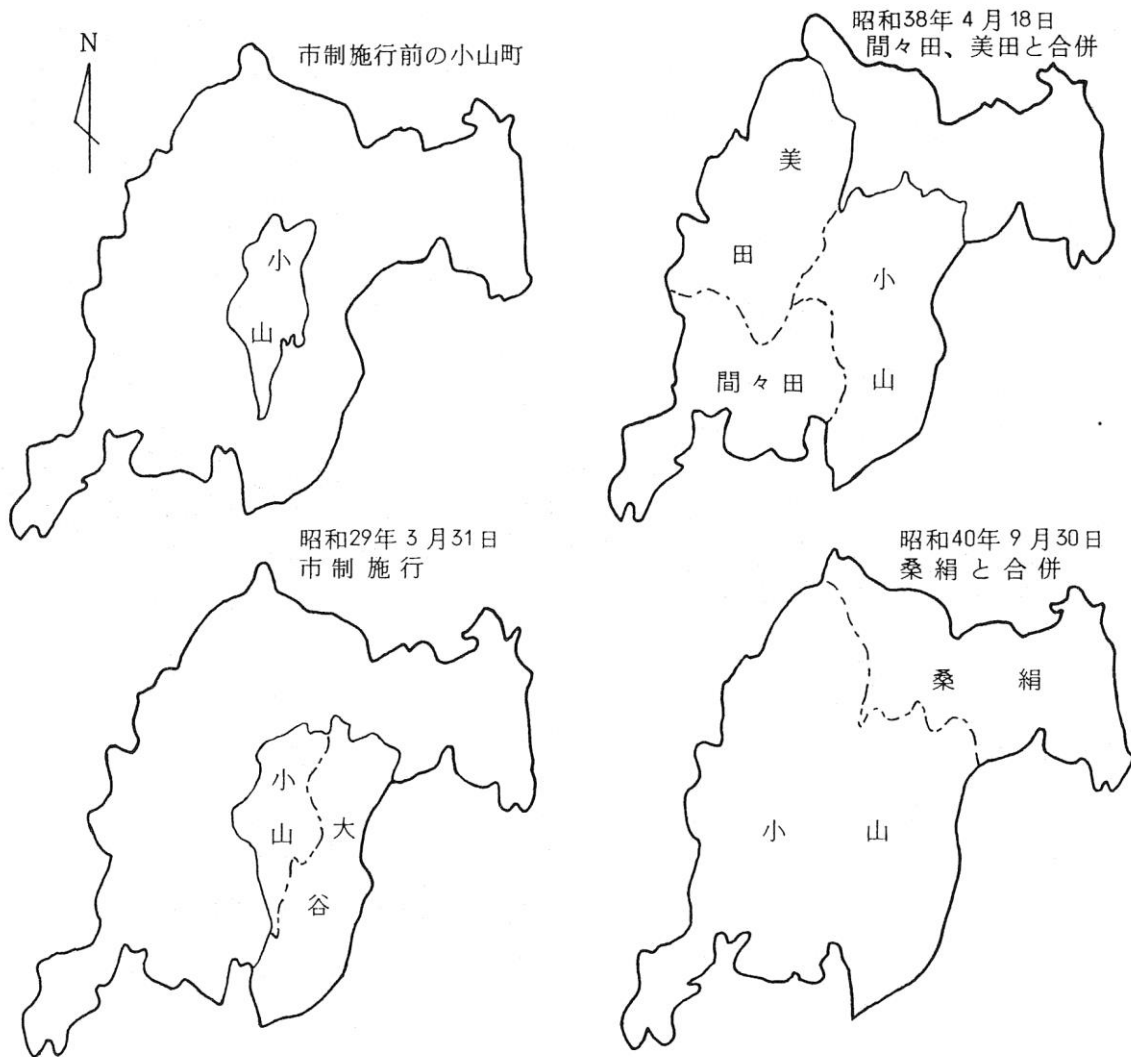 N
市制施行前の小山町
小
山
昭和38年4月18日
間々田、美田と合併
美
田
小
山
間々田
昭和29年3月31日
市制施行
小
山
大
谷
昭和40年9月30日
桑絹と合併
桑絹
小山